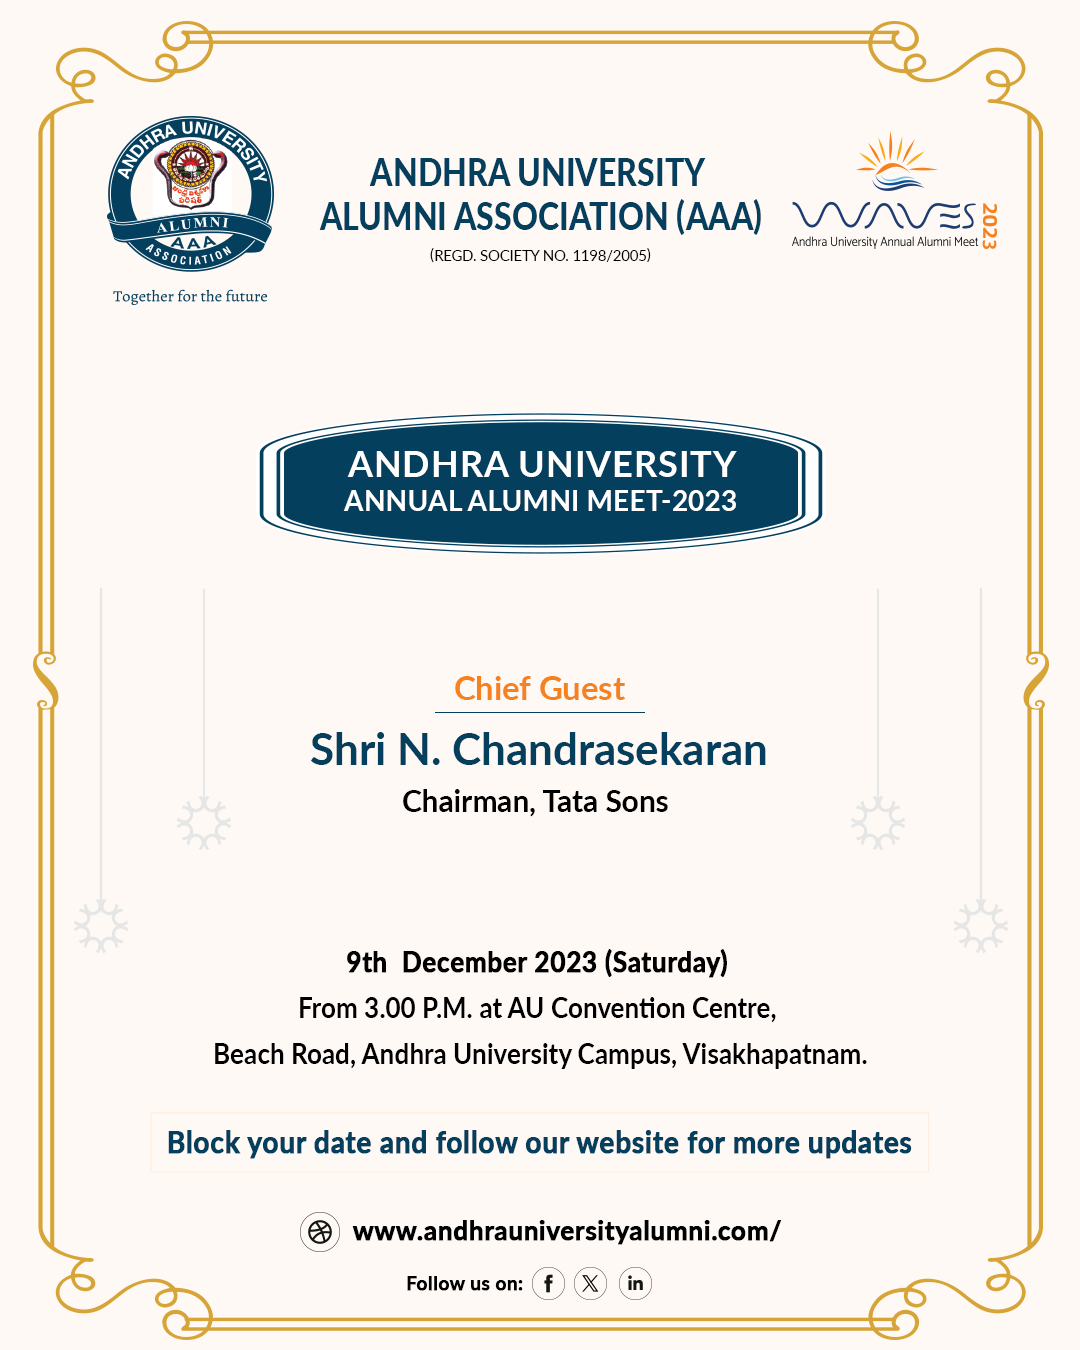 ANDHRA UNIVERSITY
ALUMNI
AAA
ASSOCIATION
Together for the future
ANDHRA UNIVERSITY
ALUMNI ASSOCIATION (AAA)
(REGD. SOCIETY NO. 1198/2005)
WAVES
2023
Andhra University Annual Alumni Meet
ANDHRA UNIVERSITY
ANNUAL ALUMNI MEET-2023
Chief Guest
Shri N. Chandrasekaran
Chairman, Tata Sons
9th December 2023 (Saturday)
From 3.00 P.M. at AU Convention Centre,
Beach Road, Andhra University Campus, Visakhapatnam.
Block your date and follow our website for more updates
www.andhrauniversityalumni.com/
Follow us on: